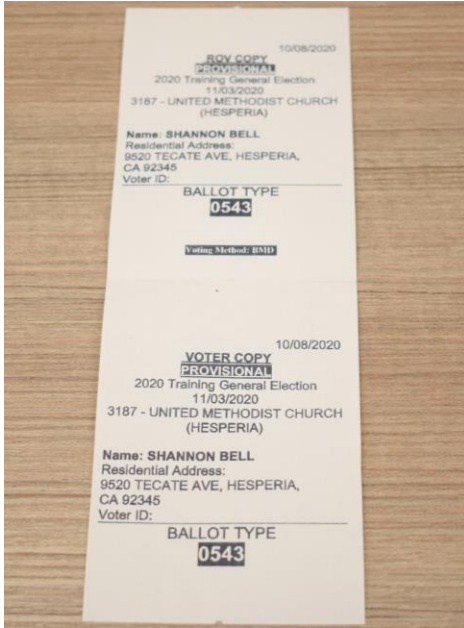 10/08/2020
ROV COPY
PROVISIONAL
2020 Training General Election
11/03/2020
3187 - UNITED METHODIST CHURCH
(HESPERIA)
Name: SHANNON BELL
Residential Address:
9520 TECATE AVE, HESPERIA,
CA 92345
Voter ID:
BALLOT TYPE
0543
Voting Method: BMD
10/08/2020
VOTER COPY
PROVISIONAL
2020 Training General Election
11/03/2020
3187 - UNITED METHODIST CHURCH
(HESPERIA)
Name: SHANNON BELL
Residential Address:
9520 TECATE AVE, HESPERIA,
CA 92345
Voter ID:
BALLOT TYPE
0543